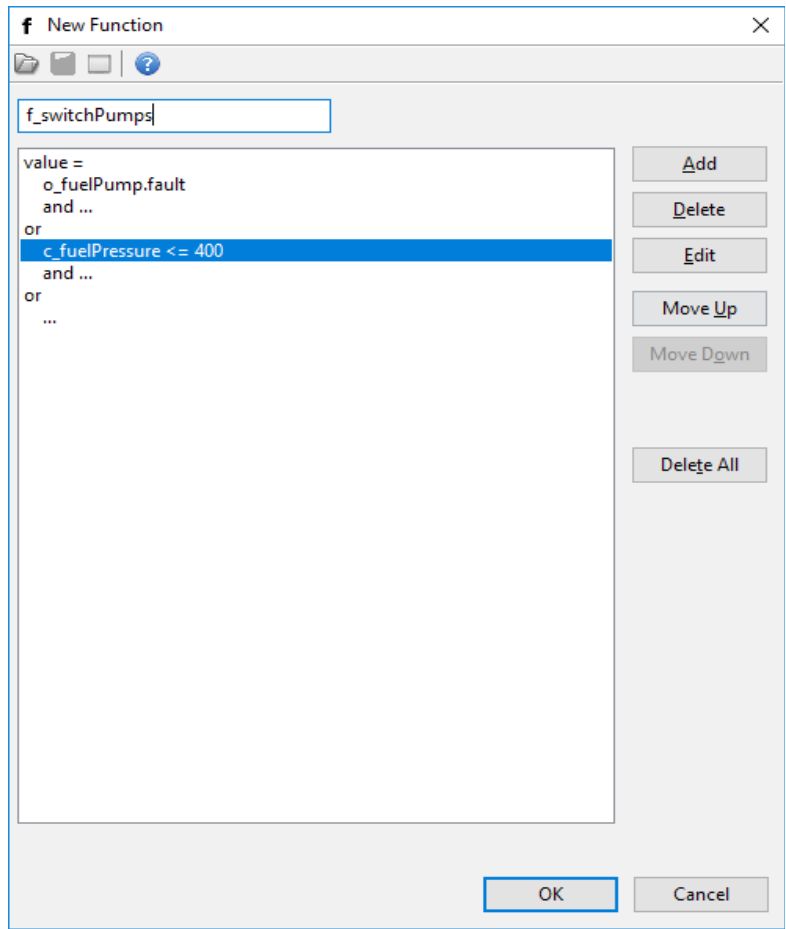 f New Function
f_switchPumps
value =
o_fuelPump.fault
and ...
or
c_fuelPressure <= 400
and ...
or
...
Add
Delete
Edit
Move Up
Move Down
Delete All
OK
Cancel